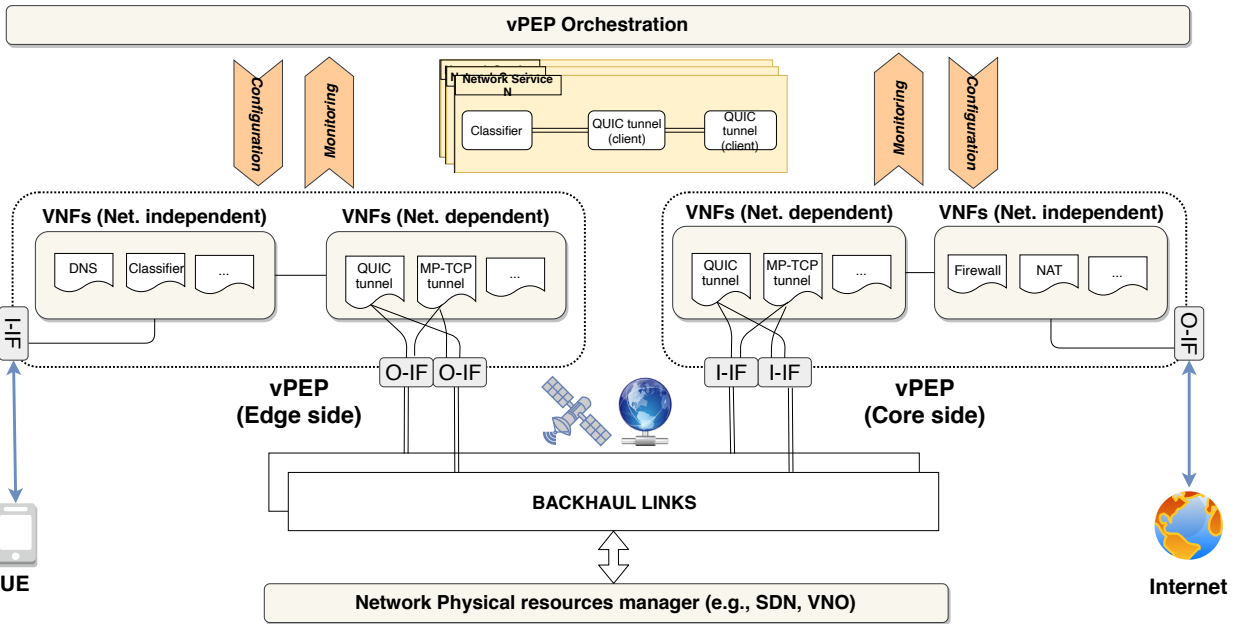 vPEP Orchestration
Configuration
Monitoring
Network Service
N
Classifier
QUIC tunnel
(client)
QUIC
tunnel
(client)
Monitoring
Configuration
VNFs (Net. independent)
DNS
Classifier
...
VNFs (Net. dependent)
QUIC
tunnel
MP-TCP
tunnel
...
VNFs (Net. dependent)
QUIC
tunnel
MP-TCP
tunnel
...
VNFs (Net. independent)
Firewall
NAT
...
I-IF
O-IF
O-IF
O-IF
I-IF
I-IF
vPEP
(Edge side)
vPEP
(Core side)
BACKHAUL LINKS
UE
Internet
Network Physical resources manager (e.g., SDN, VNO)